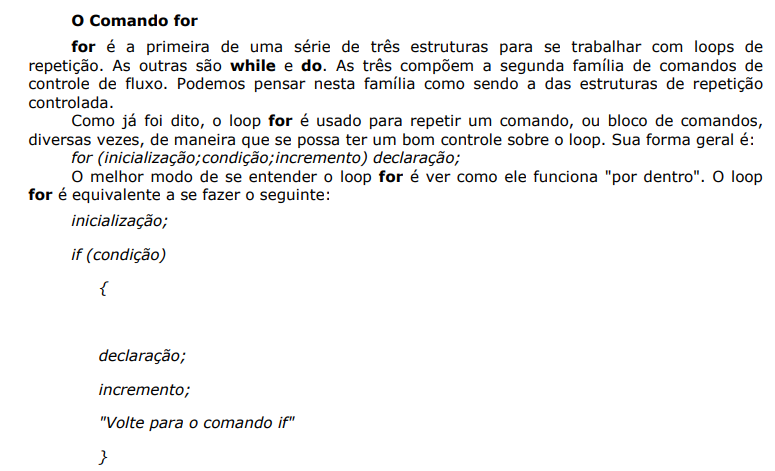 O Comando for
for é a primeira de uma série de três estruturas para se trabalhar com loops de
repetição. As outras são while e do. As três compõem a segunda família de comandos de
controle de fluxo. Podemos pensar nesta família como sendo a das estruturas de repetição
controlada.
Como já foi dito, o loop for é usado para repetir um comando, ou bloco de comandos,
diversas vezes, de maneira que se possa ter um bom controle sobre o loop. Sua forma geral é:
for (inicialização;condição;incremento) declaração;
O melhor modo de se entender o loop for é ver como ele funciona "por dentro". O loop
for é equivalente a se fazer o seguinte:
inicialização;
if (condição)
{
declaração;
incremento;
"Volte para o comando if"
}